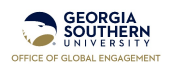 GEORGIA
SOUTHERN
UNIVERSITY
OFFICE OF GLOBAL ENGAGEMENT